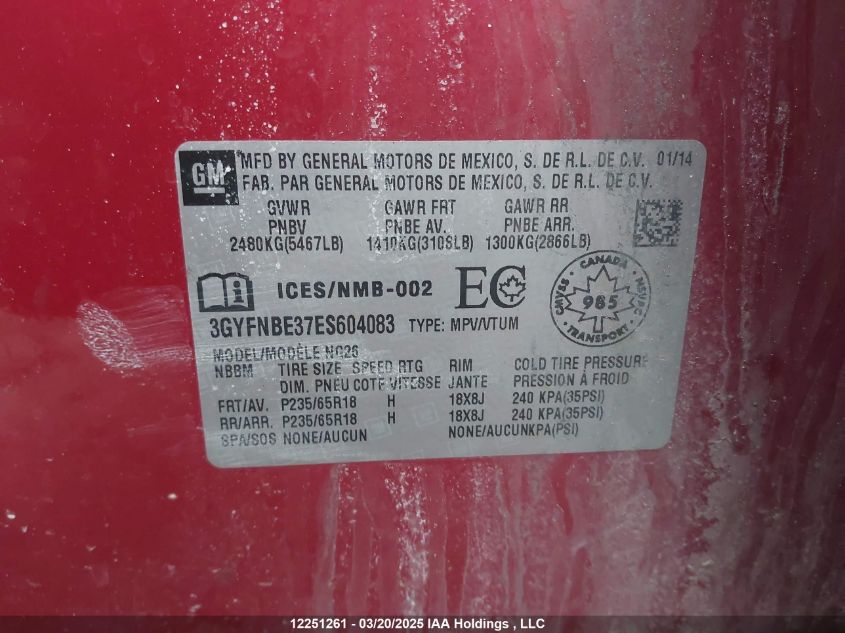 GM
MFD BY GENERAL MOTORS DE MEXICO, S. DE R.L. DE C.V. 01/14
FAB. PAR GENERAL MOTORS DE MEXICO, S. DE R.L. DE C.V.
GVWR GAWR FRT GAWR RR
PNBV PNBE AV. PNBE ARR.
2480KG(5467LB) 1410KG(3108LB) 1300KG(2866LB)
ICES/NMB-002 EC
CANADA
CMVSS 985 NSVAC
TRANSPORT
3GYFNBE37ES604083 TYPE: MPV/VTUM
MODEL/MODÈLE NG26
NBBM TIRE SIZE SPEED RTG RIM COLD TIRE PRESSURE
DIM. PNEU COTE VITESSE JANTE PRESSION À FROID
FRT/AV. P235/65R18 H 18X8J 240 KPA(35PSI)
RR/ARR. P235/65R18 H 18X8J 240 KPA(35PSI)
SPA/SOS NONE/AUCUN NONE/AUCUNKPA(PSI)
12251261 - 03/20/2025 IAA Holdings , LLC